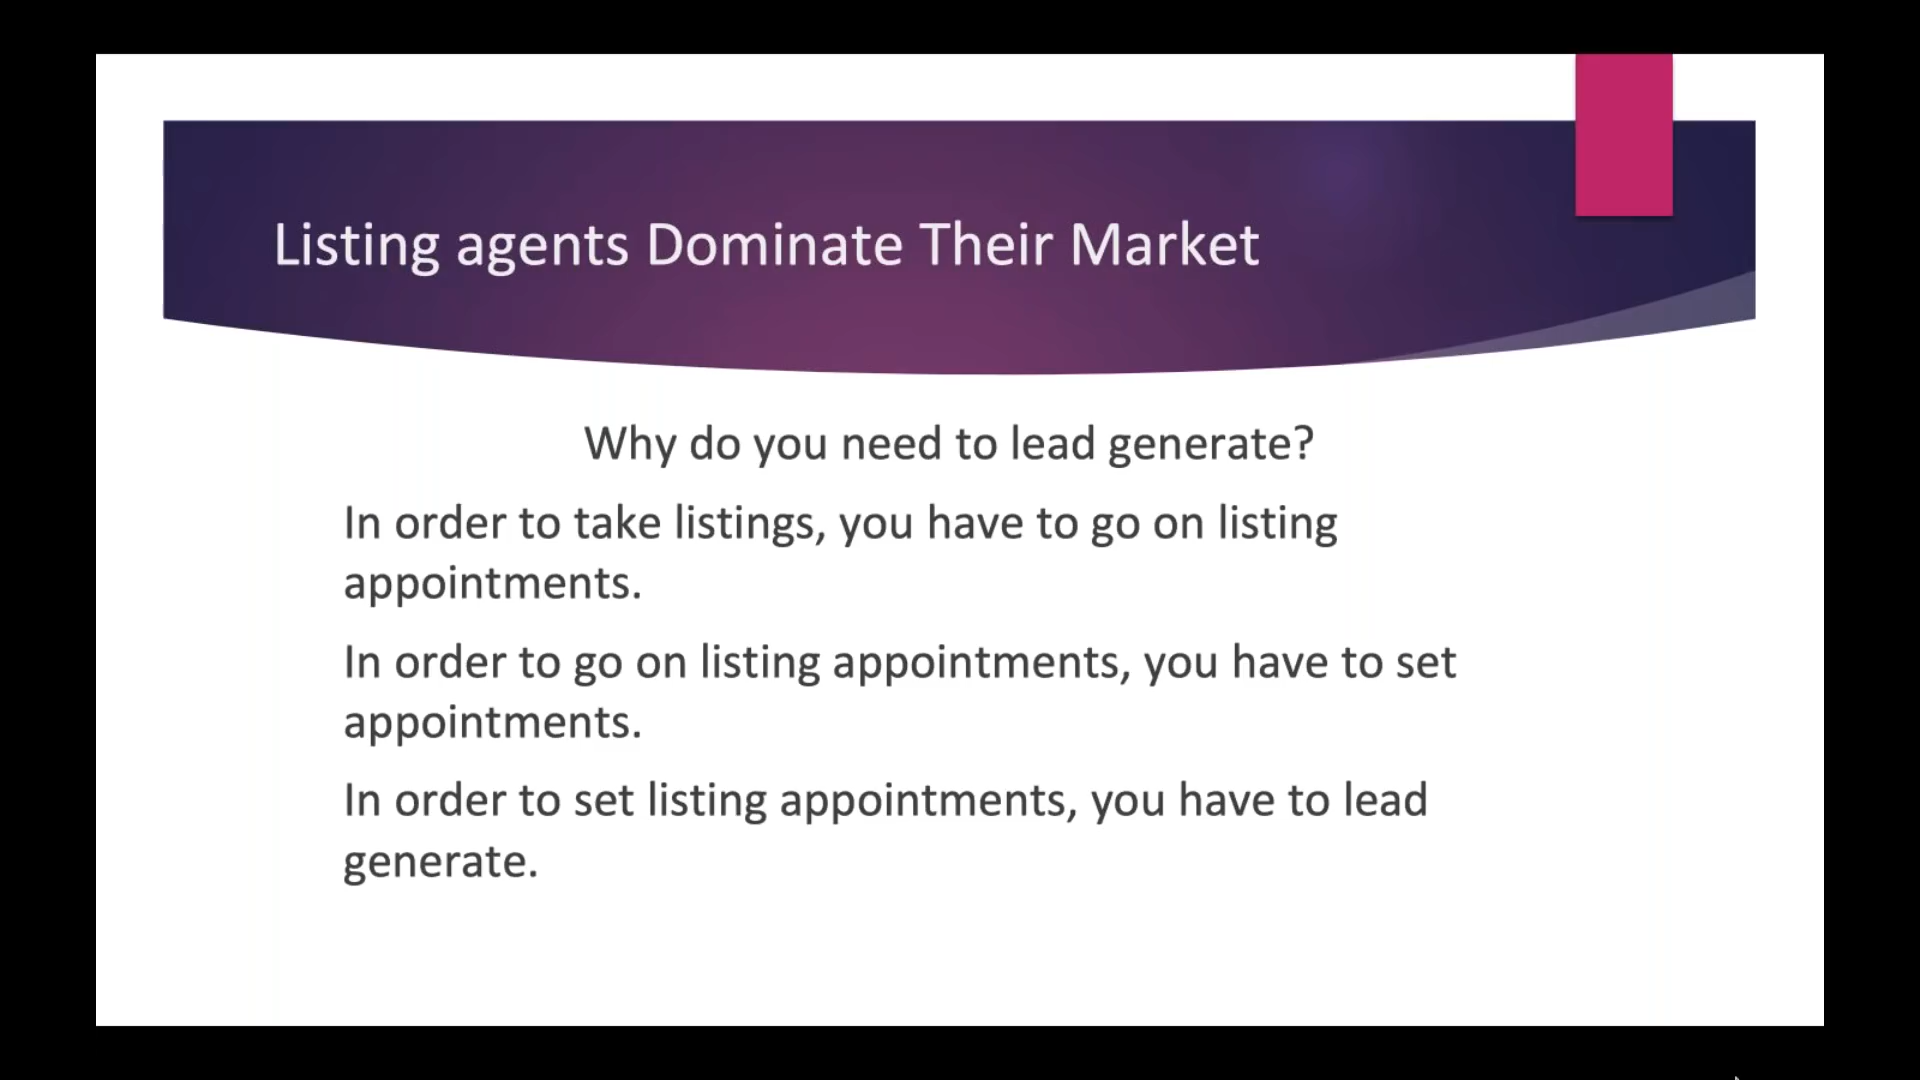 Listing agents Dominate Their Market
Why do you need to lead generate?
In order to take listings, you have to go on listing
appointments.
In order to go on listing appointments, you have to set
appointments.
In order to set listing appointments, you have to lead
generate.